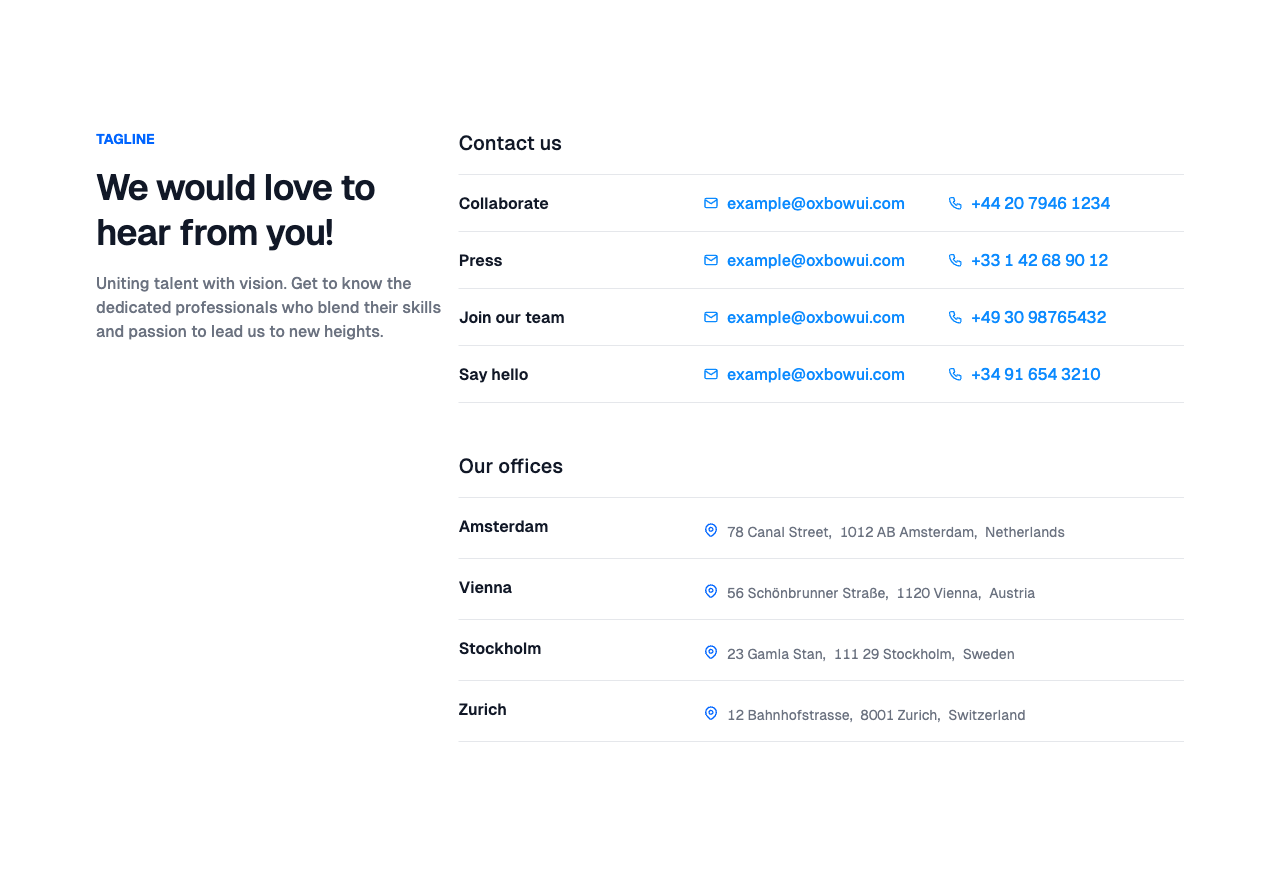 TAGLINE
We would love to
hear from you!
Uniting talent with vision. Get to know the
dedicated professionals who blend their skills
and passion to lead us to new heights.
Contact us
Collaborate example@oxbowui.com +44 20 7946 1234
Press example@oxbowui.com +33 1 42 68 90 12
Join our team example@oxbowui.com +49 30 98765432
Say hello example@oxbowui.com +34 91 654 3210
Our offices
Amsterdam 78 Canal Street, 1012 AB Amsterdam, Netherlands
Vienna 56 Schönbrunner Straße, 1120 Vienna, Austria
Stockholm 23 Gamla Stan, 111 29 Stockholm, Sweden
Zurich 12 Bahnhofstrasse, 8001 Zurich, Switzerland